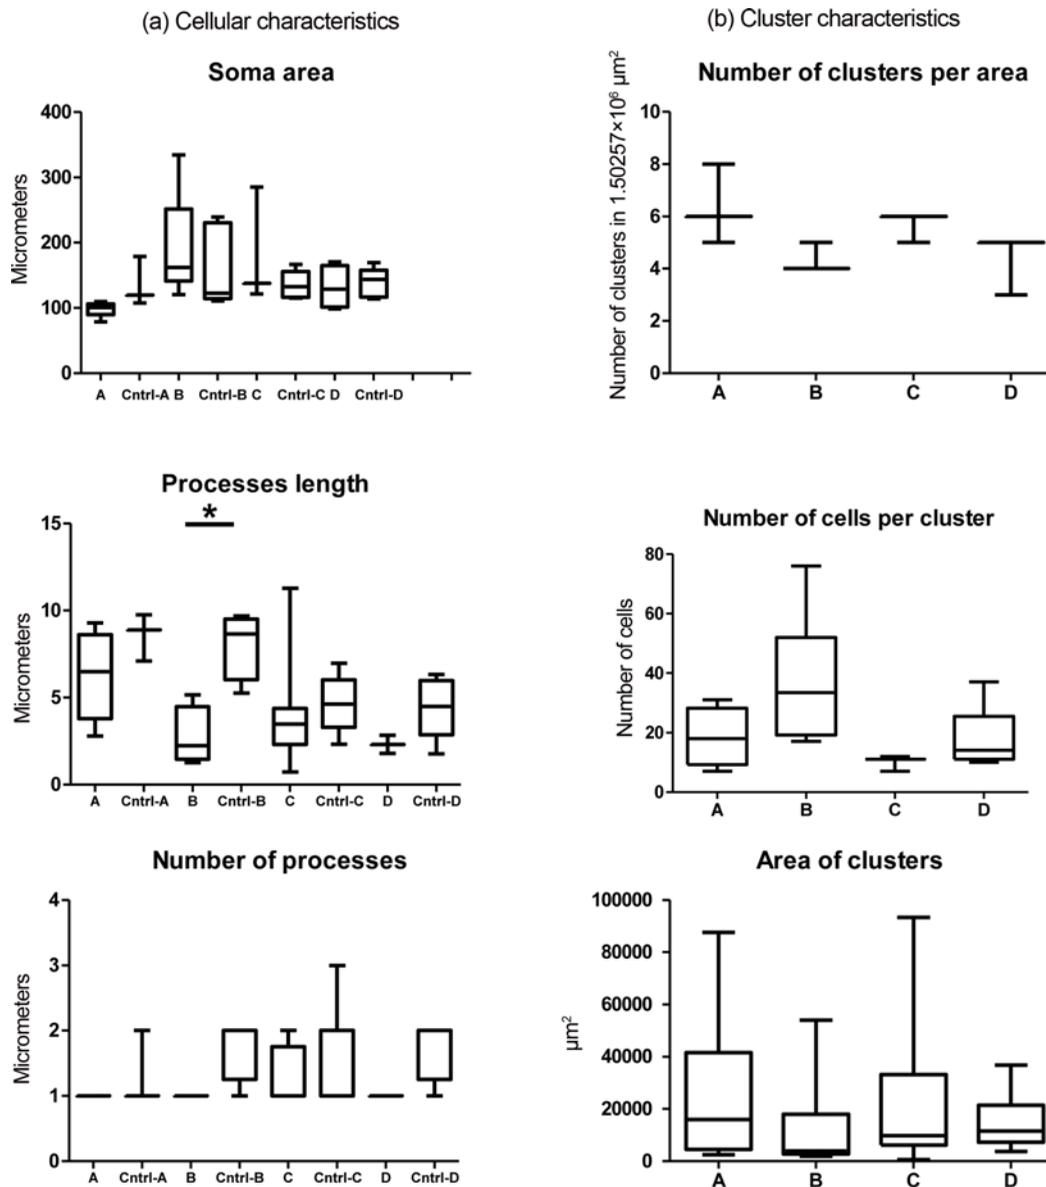 (a) Cellular characteristics
Soma area
Micrometers
400
300
200
100
0
A Cntrl-A B Cntrl-B C Cntrl-C D Cntrl-D
Processes length
*
Micrometers
15
10
5
0
A Cntrl-A B Cntrl-B C Cntrl-C D Cntrl-D
Number of processes
Micrometers
4
3
2
1
0
A Cntrl-A B Cntrl-B C Cntrl-C D Cntrl-D
(b) Cluster characteristics
Number of clusters per area
Number of clusters in 1.50257×10⁶ µm²
10
8
6
4
2
0
A B C D
Number of cells per cluster
Number of cells
80
60
40
20
0
A B C D
Area of clusters
µm²
100000
80000
60000
40000
20000
0
A B C D